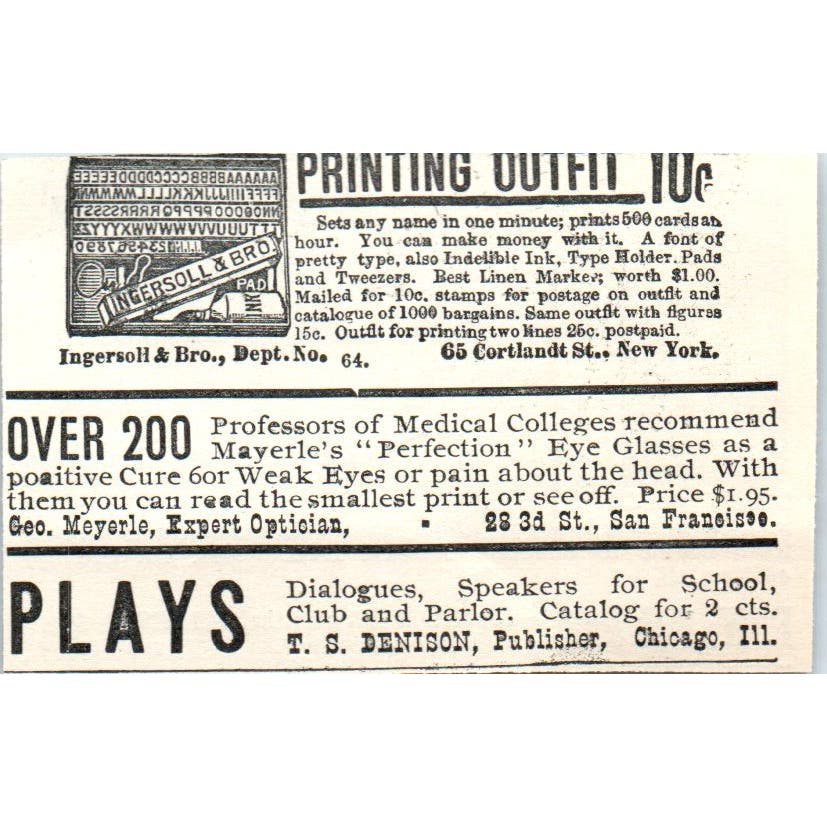 PRINTING OUTFIT 10c
Sets any name in one minute; prints 500 cards an
hour. You can make money with it. A font of
pretty type, also Indelible Ink, Type Holder. Pads
and Tweezers. Best Linen Marker; worth $1.00.
Mailed for 10c. stamps for postage on outfit and
catalogue of 1000 bargains. Same outfit with figures
15c. Outfit for printing two lines 25c. postpaid.
INGERSOLL & BRO.
PAD
INK
Ingersoll & Bro., Dept. No. 64. 65 Cortlandt St., New York.
OVER 200 Professors of Medical Colleges recommend
Mayerle's "Perfection" Eye Glasses as a
poaitive Cure 6or Weak Eyes or pain about the head. With
them you can read the smallest print or see off. Price $1.95.
Geo. Meyerle, Expert Optician, 28 3d St., San Francisco.
PLAYS Dialogues, Speakers for School,
Club and Parlor. Catalog for 2 cts.
T. S. DENISON, Publisher, Chicago, Ill.